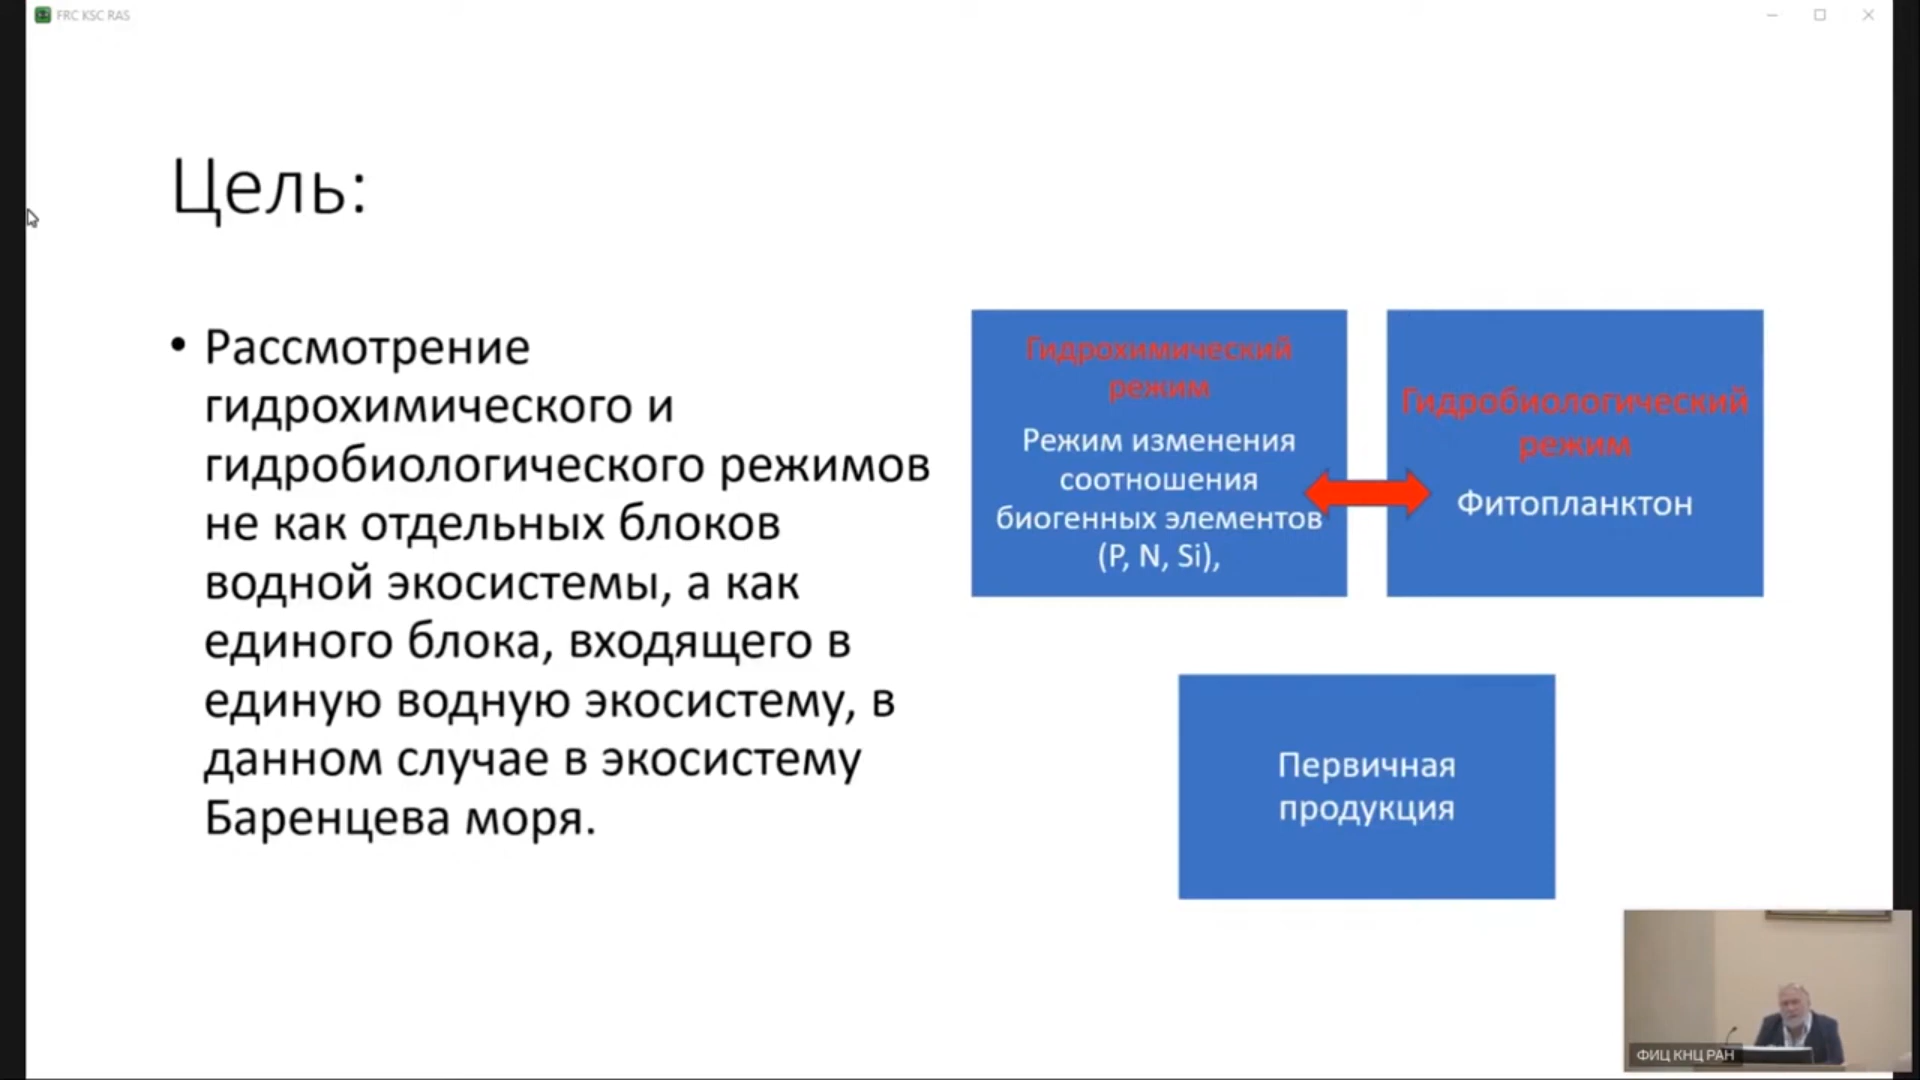 FRC KSC RAS
Цель:
• Рассмотрение
гидрохимического и
гидробиологического режимов
не как отдельных блоков
водной экосистемы, а как
единого блока, входящего в
единую водную экосистему, в
данном случае в экосистему
Баренцева моря.
Гидрохимический
режим
Режим изменения
соотношения
биогенных элементов
(P, N, Si),
Гидробиологический
режим
Фитопланктон
Первичная
продукция
ФИЦ КНЦ РАН